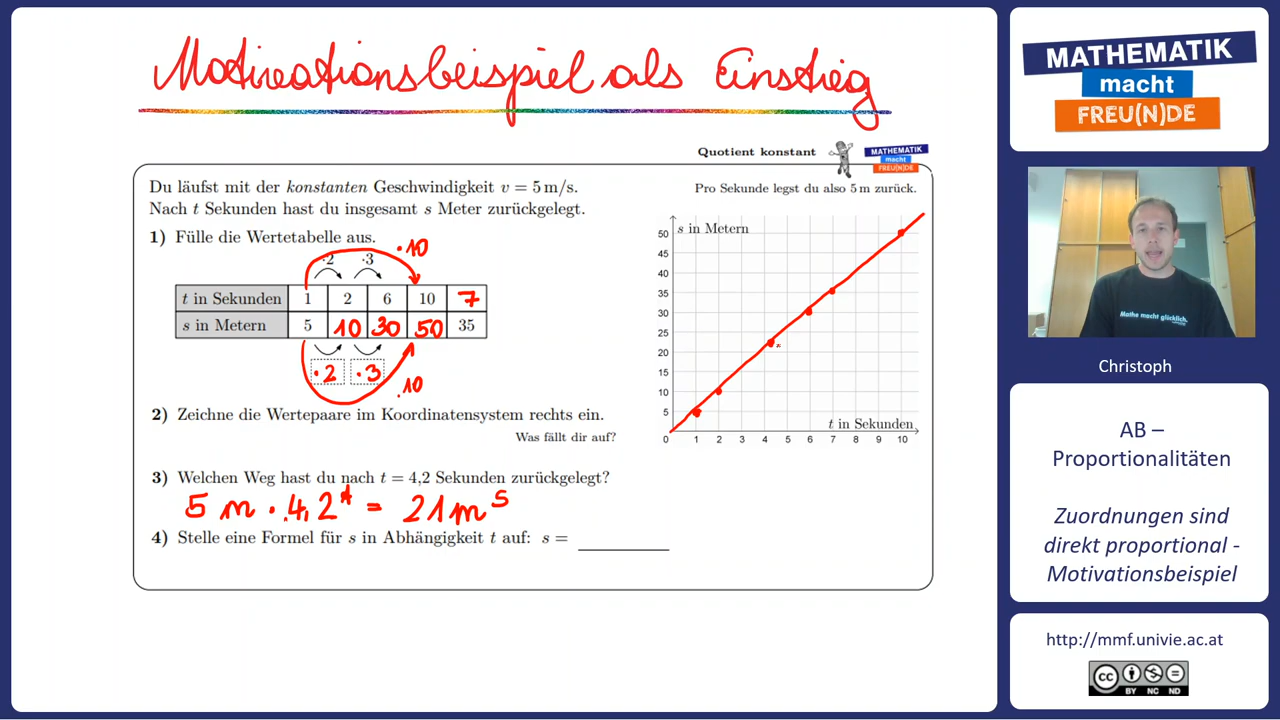 Motivationsbeispiel als Einstieg
Quotient konstant
MATHEMATIK
macht
FREU(N)DE
Du läufst mit der konstanten Geschwindigkeit v = 5 m/s.
Nach t Sekunden hast du insgesamt s Meter zurückgelegt.
Pro Sekunde legst du also 5 m zurück.
1) Fülle die Wertetabelle aus.
·10
·2 ·3
t in Sekunden 1 2 6 10 7
s in Metern 5 10 30 50 35
·2 ·3
·10
s in Metern
50
45
40
35
30
25
20
15
10
5
t in Sekunden
0 1 2 3 4 5 6 7 8 9 10
2) Zeichne die Wertepaare im Koordinatensystem rechts ein.
Was fällt dir auf?
3) Welchen Weg hast du nach t = 4,2 Sekunden zurückgelegt?
5 m · 4,2 t = 21 m s
4) Stelle eine Formel für s in Abhängigkeit t auf: s =
MATHEMATIK
macht
FREU(N)DE
Mathe macht glücklich.
Christoph
AB –
Proportionalitäten
Zuordnungen sind
direkt proportional -
Motivationsbeispiel
http://mmf.univie.ac.at
cc
BY NC ND